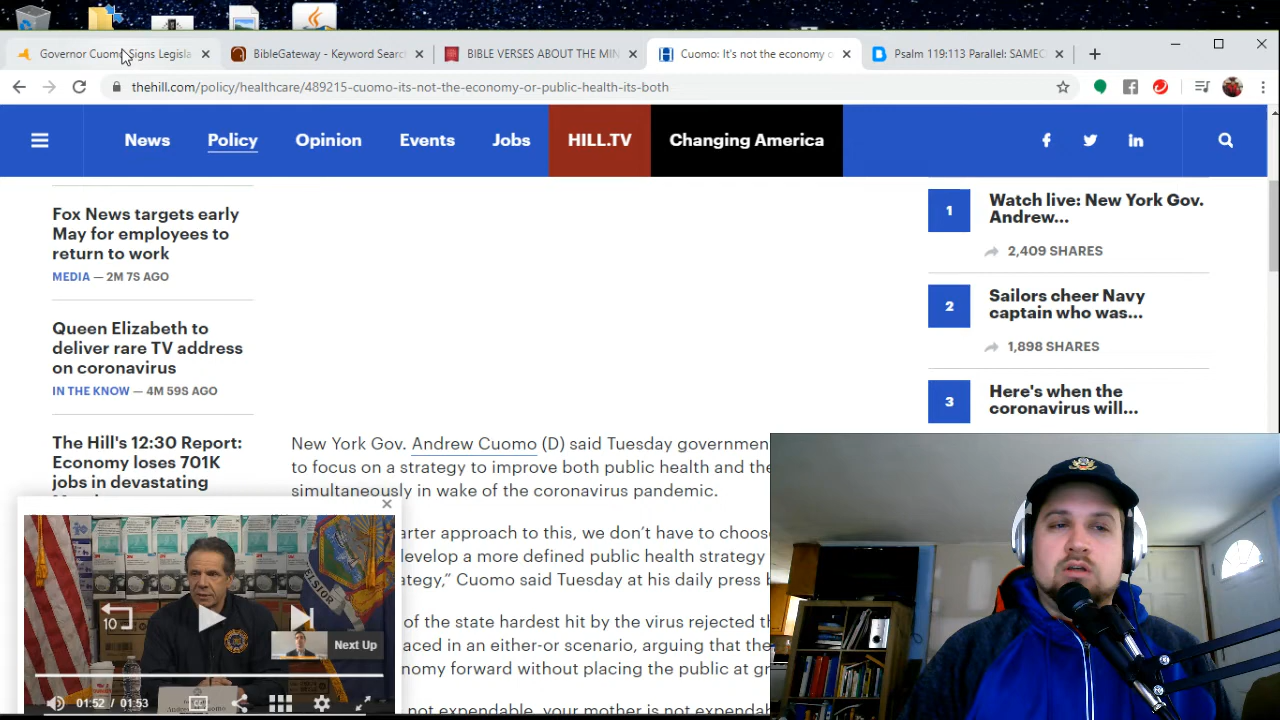 Governor Cuomo Signs Legisla
BibleGateway - Keyword Searc
BIBLE VERSES ABOUT THE MIN
Cuomo: It's not the economy o
Psalm 119:113 Parallel: SAMEC
thehill.com/policy/healthcare/489215-cuomo-its-not-the-economy-or-public-health-its-both
News
Policy
Opinion
Events
Jobs
HILL.TV
Changing America
Fox News targets early
May for employees to
return to work
MEDIA — 2M 7S AGO
Queen Elizabeth to
deliver rare TV address
on coronavirus
IN THE KNOW — 4M 59S AGO
The Hill's 12:30 Report:
Economy loses 701K
jobs in devastating
New York Gov. Andrew Cuomo (D) said Tuesday governmen
to focus on a strategy to improve both public health and the
simultaneously in wake of the coronavirus pandemic.
arter approach to this, we don't have to choos
evelop a more defined public health strategy
ategy," Cuomo said Tuesday at his daily press b
of the state hardest hit by the virus rejected th
aced in an either-or scenario, arguing that the
nomy forward without placing the public at gr
not expendable, your mother is not expendab
1
Watch live: New York Gov.
Andrew...
2,409 SHARES
2
Sailors cheer Navy
captain who was...
1,898 SHARES
3
Here's when the
coronavirus will...
10
Next Up
01:52 / 01:53